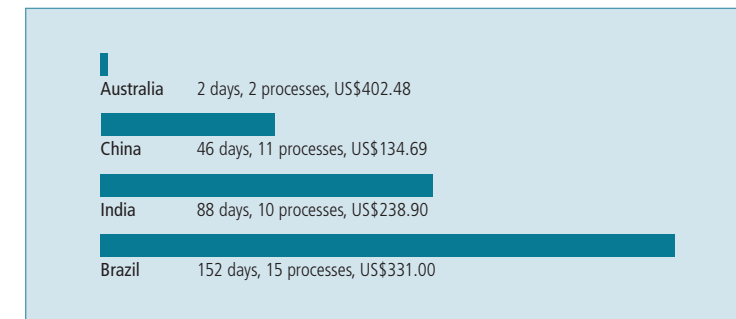 Australia 2 days, 2 processes, US$402.48
China 46 days, 11 processes, US$134.69
India 88 days, 10 processes, US$238.90
Brazil 152 days, 15 processes, US$331.00